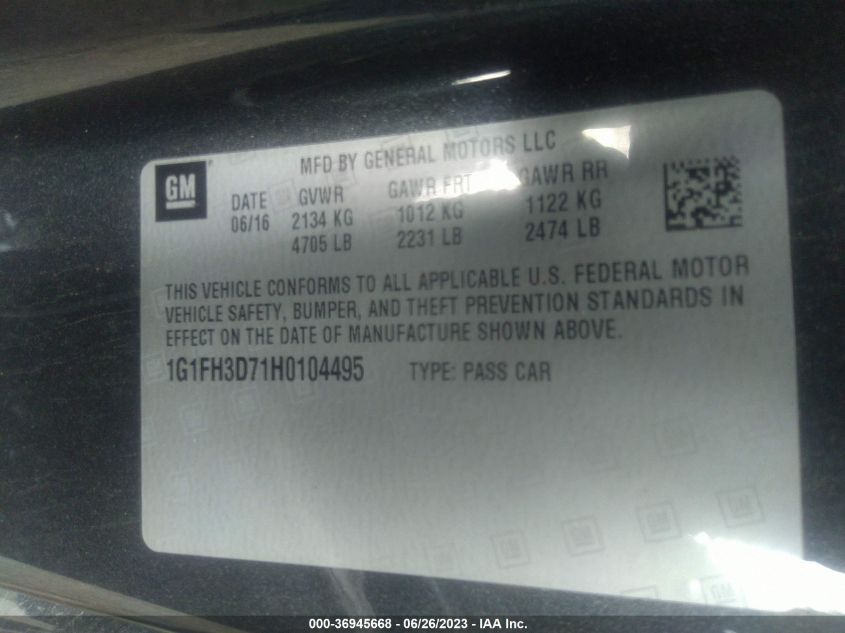 GM
MFD BY GENERAL MOTORS LLC
DATE GVWR GAWR FRT GAWR RR
06/16 2134 KG 1012 KG 1122 KG
4705 LB 2231 LB 2474 LB
THIS VEHICLE CONFORMS TO ALL APPLICABLE U.S. FEDERAL MOTOR
VEHICLE SAFETY, BUMPER, AND THEFT PREVENTION STANDARDS IN
EFFECT ON THE DATE OF MANUFACTURE SHOWN ABOVE.
1G1FH3D71H0104495 TYPE: PASS CAR
000-36945668 - 06/26/2023 - IAA Inc.